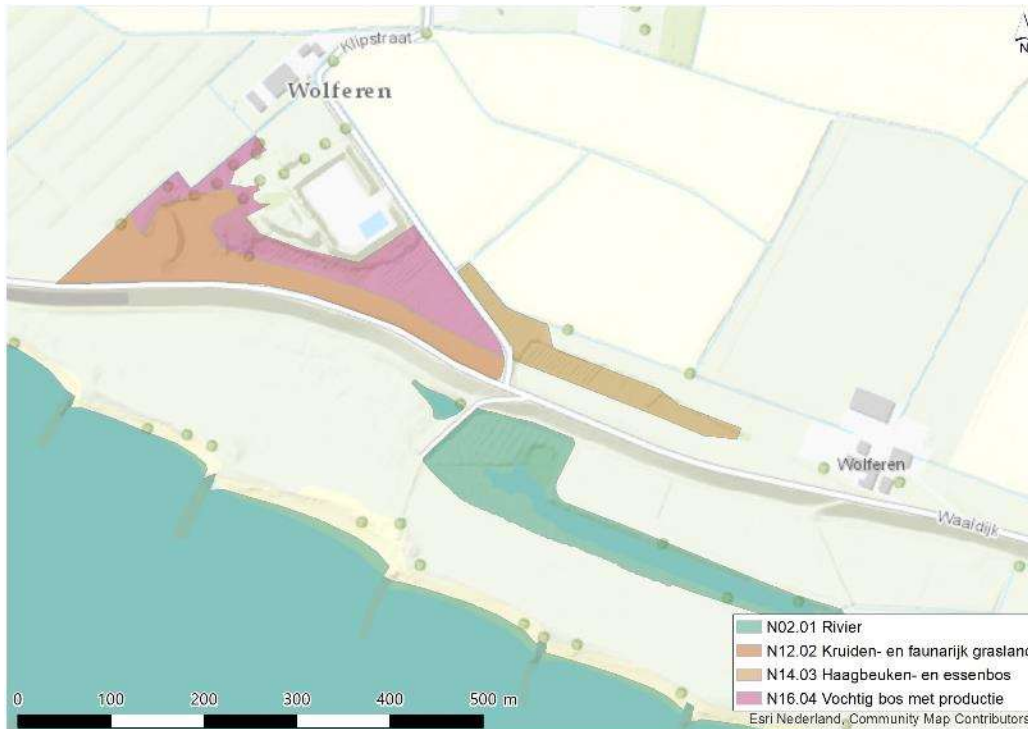 Klipstraat
N
Wolferen
Wolferen
Waaldijk
N02.01 Rivier
N12.02 Kruiden- en faunarijk grasland
N14.03 Haagbeuken- en essenbos
N16.04 Vochtig bos met productie
0 100 200 300 400 500 m
Esri Nederland, Community Map Contributors